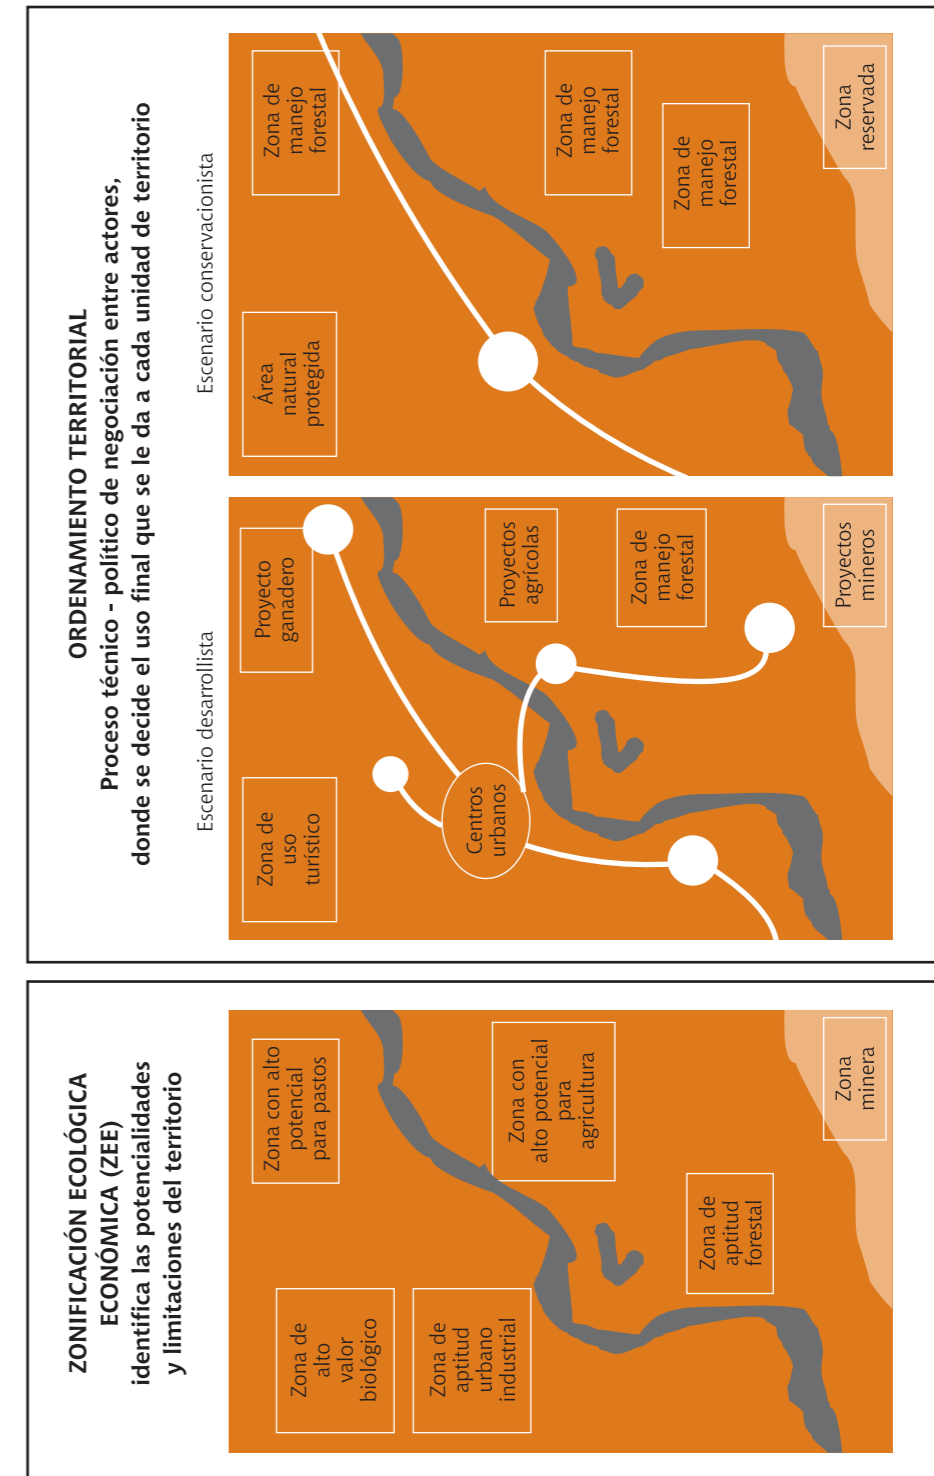 ZONIFICACIÓN ECOLÓGICA
ECONÓMICA (ZEE)
identifica las potencialidades
y limitaciones del territorio
Zona de
alto
valor
biológico
Zona con alto
potencial
para pastos
Zona de
aptitud
urbano
industrial
Zona con
alto potencial
para
agricultura
Zona de
aptitud
forestal
Zona
minera
ORDENAMIENTO TERRITORIAL
Proceso técnico - político de negociación entre actores,
donde se decide el uso final que se le da a cada unidad de territorio
Escenario desarrollista
Zona de
uso
turístico
Proyecto
ganadero
Centros
urbanos
Proyectos
agrícolas
Zona de
manejo
forestal
Proyectos
mineros
Escenario conservacionista
Área
natural
protegida
Zona de
manejo
forestal
Zona de
manejo
forestal
Zona de
manejo
forestal
Zona
reservada